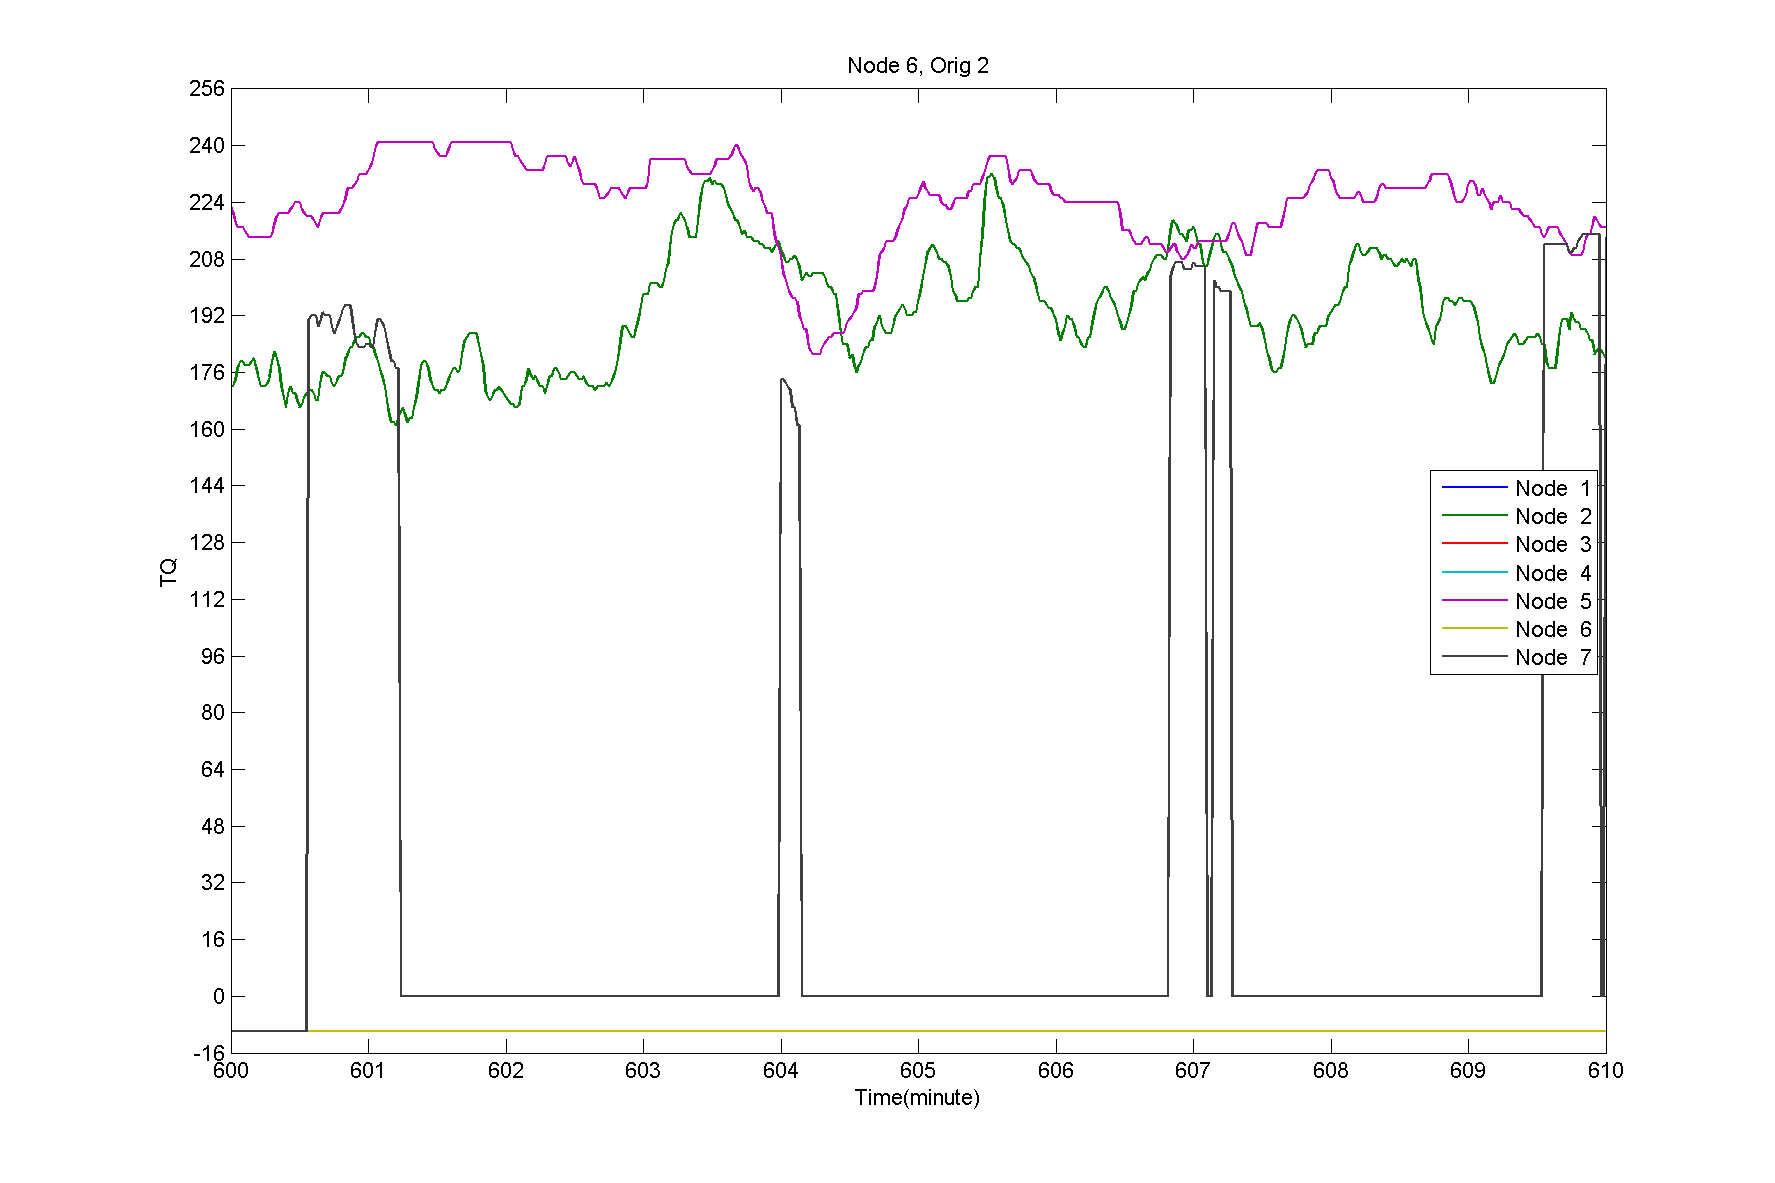 Node 6, Orig 2
256
240
224
208
192
176
160
144
128
112
96
80
64
48
32
16
0
-16
TQ
Node 1
Node 2
Node 3
Node 4
Node 5
Node 6
Node 7
600 601 602 603 604 605 606 607 608 609 610
Time(minute)